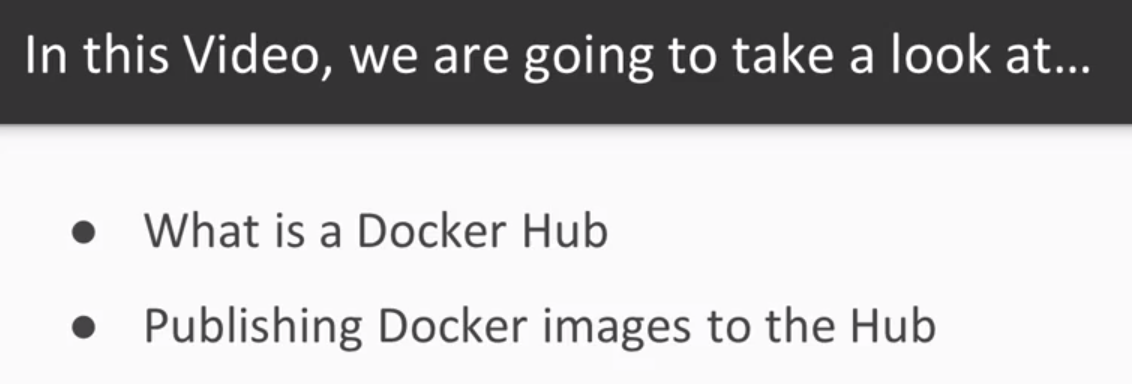 In this Video, we are going to take a look at...
● What is a Docker Hub
● Publishing Docker images to the Hub